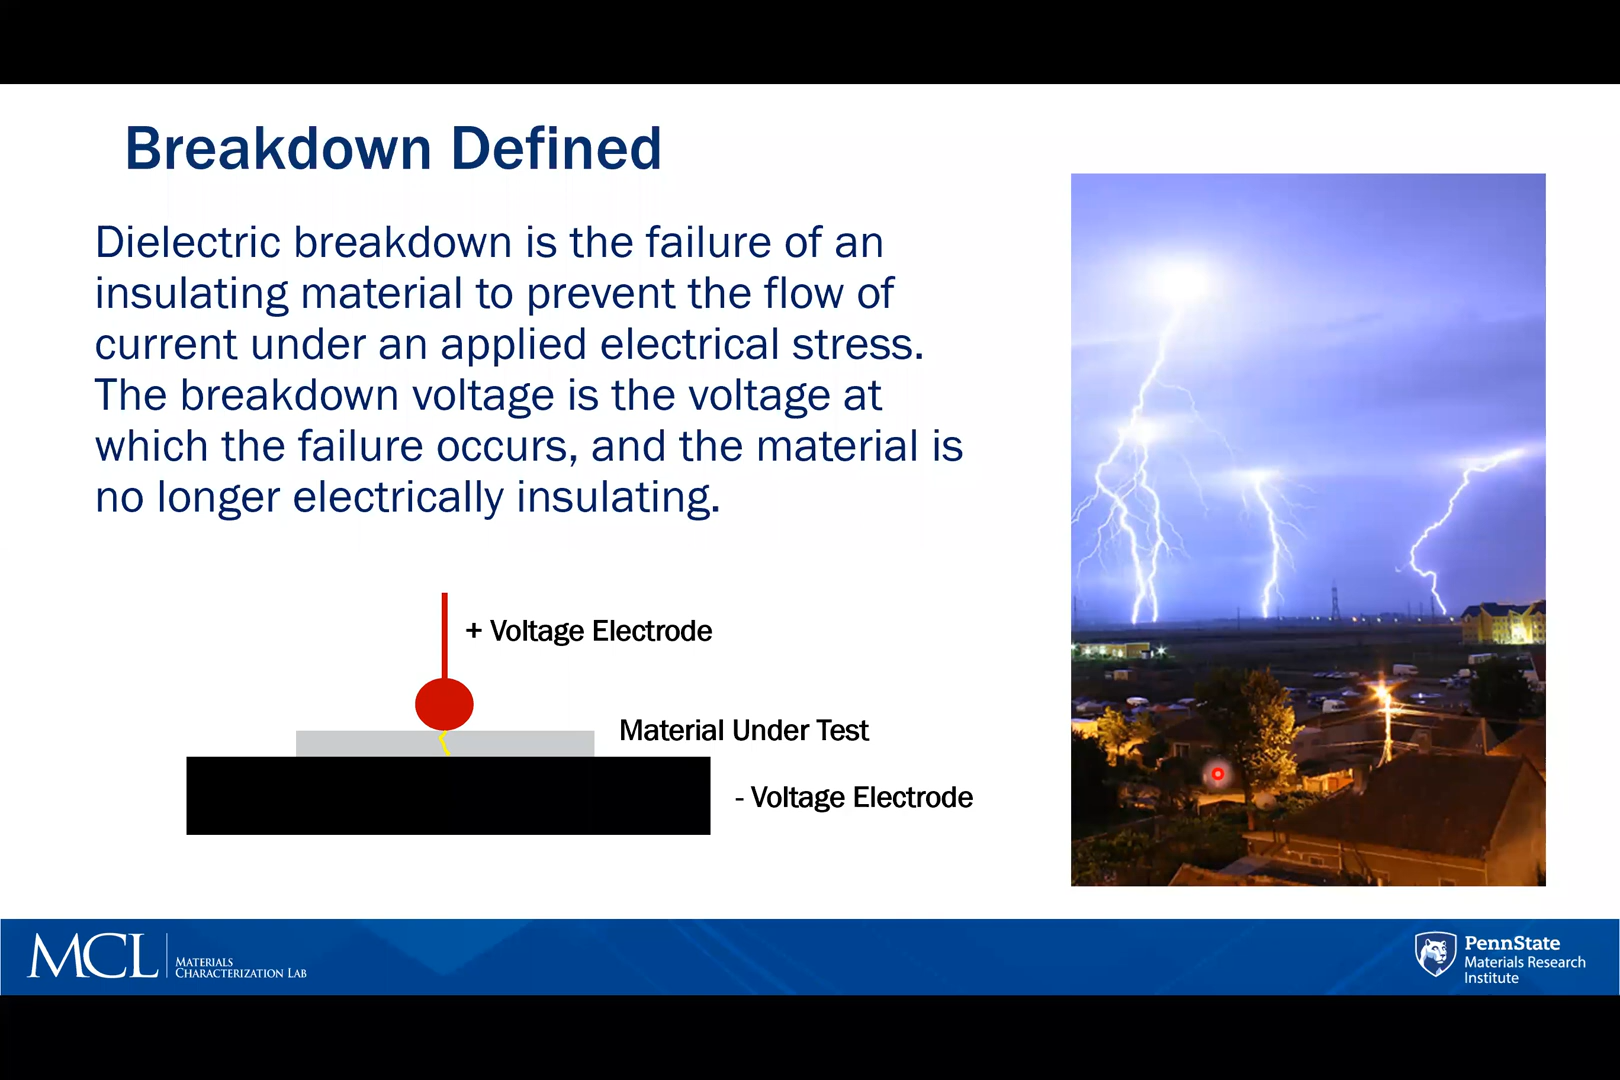 Breakdown Defined
Dielectric breakdown is the failure of an
insulating material to prevent the flow of
current under an applied electrical stress.
The breakdown voltage is the voltage at
which the failure occurs, and the material is
no longer electrically insulating.
+ Voltage Electrode
Material Under Test
- Voltage Electrode
MCL
Materials
Characterization Lab
PennState
Materials Research
Institute